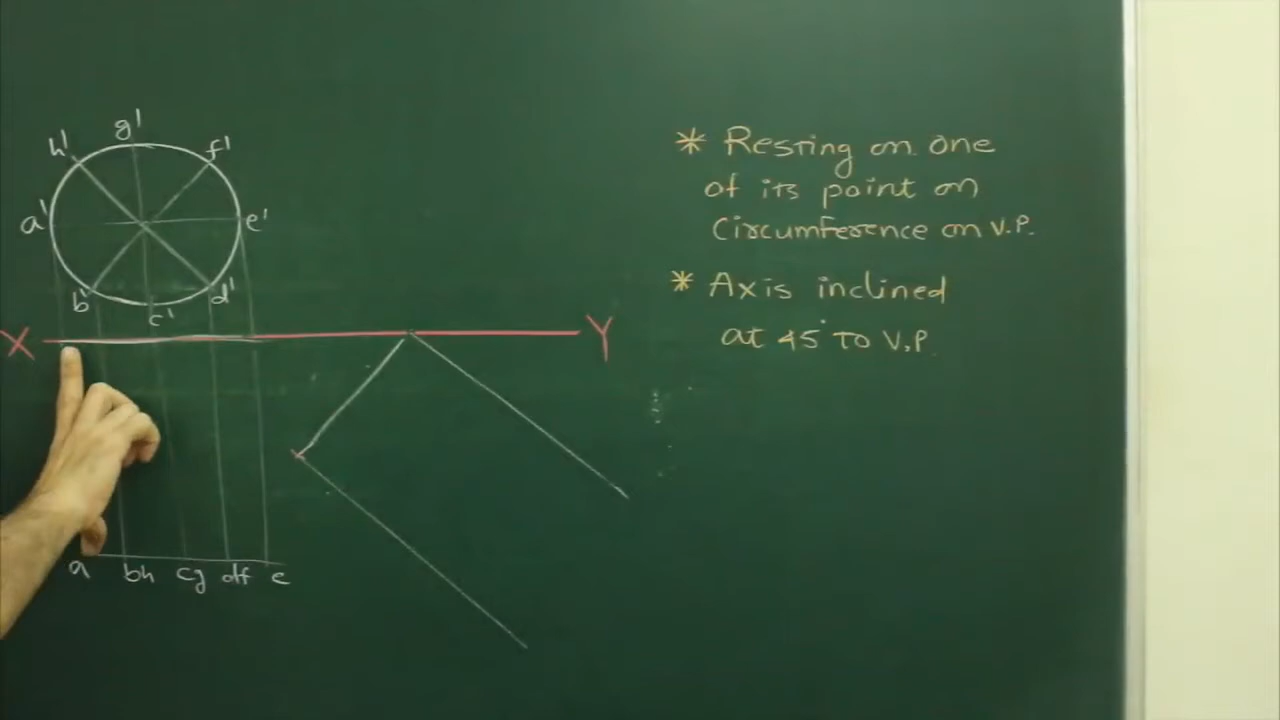 g'
h'
f'
a'
e'
b'
d'
c'
X
Y
a bh cg df e
* Resting on one
of its point on
Circumference on V.P.
* Axis inclined
at 45° To V.P.